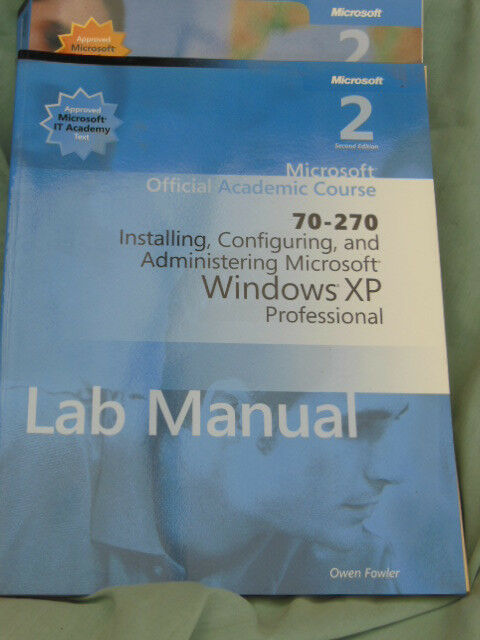 Microsoft
Approved
Microsoft
2
Microsoft
Approved
Microsoft
IT Academy
Text
2
Second Edition
Microsoft
Official Academic Course
70-270
Installing, Configuring, and
Administering Microsoft
Windows XP
Professional
Lab Manual
Owen Fowler